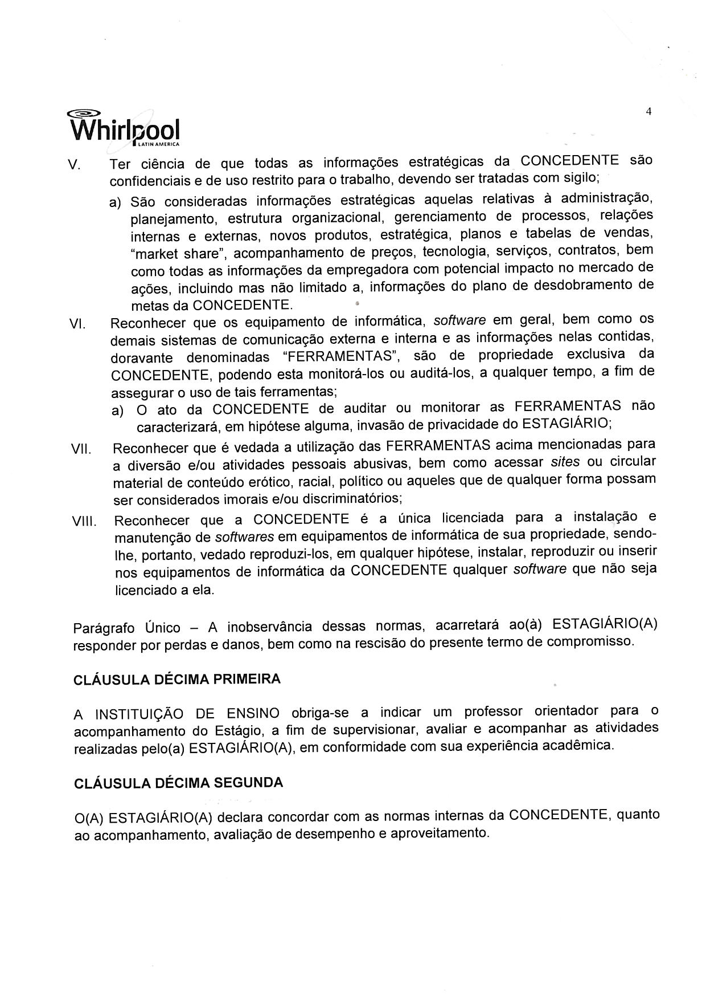 4
Whirlpool
LATIN AMERICA
V. Ter ciência de que todas as informações estratégicas da CONCEDENTE são
confidenciais e de uso restrito para o trabalho, devendo ser tratadas com sigilo;
a) São consideradas informações estratégicas aquelas relativas à administração,
planejamento, estrutura organizacional, gerenciamento de processos, relações
internas e externas, novos produtos, estratégica, planos e tabelas de vendas,
“market share”, acompanhamento de preços, tecnologia, serviços, contratos, bem
como todas as informações da empregadora com potencial impacto no mercado de
ações, incluindo mas não limitado a, informações do plano de desdobramento de
metas da CONCEDENTE.
VI. Reconhecer que os equipamento de informática, software em geral, bem como os
demais sistemas de comunicação externa e interna e as informações nelas contidas,
doravante denominadas “FERRAMENTAS”, são de propriedade exclusiva da
CONCEDENTE, podendo esta monitorá-los ou auditá-los, a qualquer tempo, a fim de
assegurar o uso de tais ferramentas;
a) O ato da CONCEDENTE de auditar ou monitorar as FERRAMENTAS não
caracterizará, em hipótese alguma, invasão de privacidade do ESTAGIÁRIO;
VII. Reconhecer que é vedada a utilização das FERRAMENTAS acima mencionadas para
a diversão e/ou atividades pessoais abusivas, bem como acessar sites ou circular
material de conteúdo erótico, racial, político ou aqueles que de qualquer forma possam
ser considerados imorais e/ou discriminatórios;
VIII. Reconhecer que a CONCEDENTE é a única licenciada para a instalação e
manutenção de softwares em equipamentos de informática de sua propriedade, sendo-
lhe, portanto, vedado reproduzi-los, em qualquer hipótese, instalar, reproduzir ou inserir
nos equipamentos de informática da CONCEDENTE qualquer software que não seja
licenciado a ela.
Parágrafo Único – A inobservância dessas normas, acarretará ao(à) ESTAGIÁRIO(A)
responder por perdas e danos, bem como na rescisão do presente termo de compromisso.
CLÁUSULA DÉCIMA PRIMEIRA
A INSTITUIÇÃO DE ENSINO obriga-se a indicar um professor orientador para o
acompanhamento do Estágio, a fim de supervisionar, avaliar e acompanhar as atividades
realizadas pelo(a) ESTAGIÁRIO(A), em conformidade com sua experiência acadêmica.
CLÁUSULA DÉCIMA SEGUNDA
O(A) ESTAGIÁRIO(A) declara concordar com as normas internas da CONCEDENTE, quanto
ao acompanhamento, avaliação de desempenho e aproveitamento.